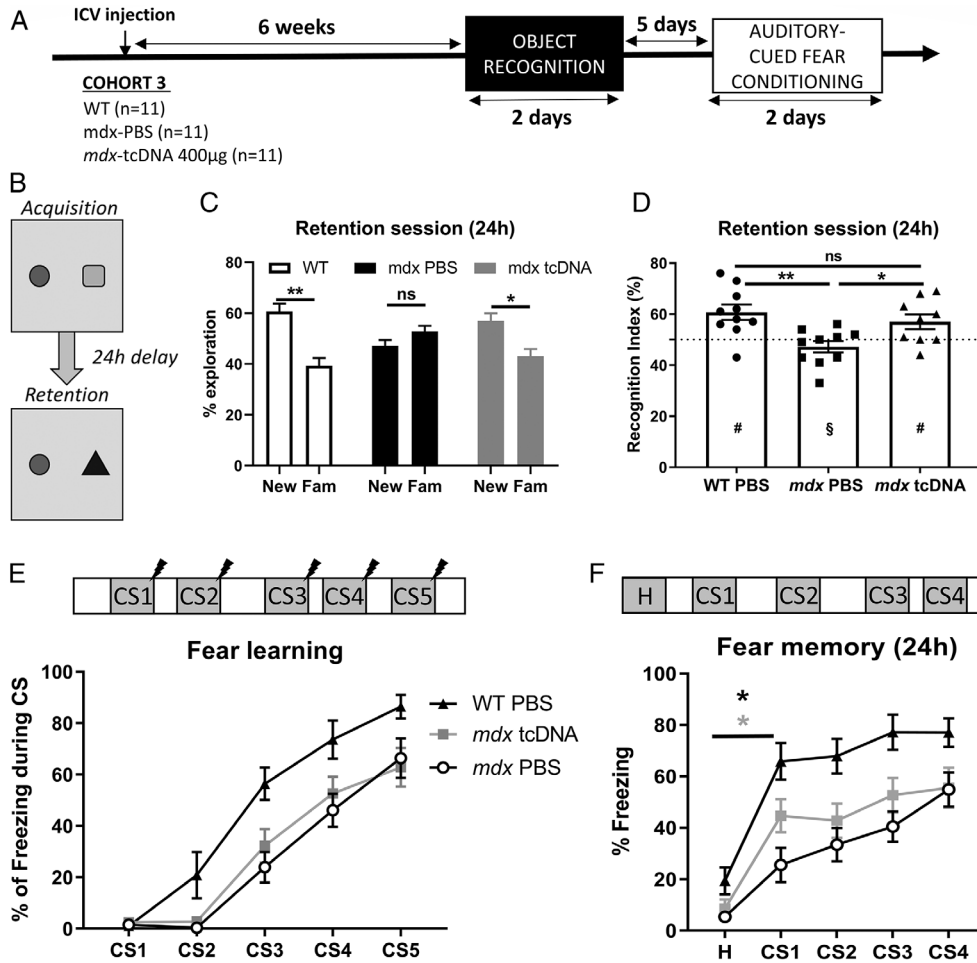 A
ICV injection
6 weeks
5 days
OBJECT
RECOGNITION
AUDITORY-
CUED FEAR
CONDITIONING
2 days
2 days
COHORT 3
WT (n=11)
mdx-PBS (n=11)
mdx-tcDNA 400µg (n=11)
B
Acquisition
24h delay
Retention
C
Retention session (24h)
WT
mdx PBS
mdx tcDNA
% exploration
80
60
40
20
0
**
ns
*
New Fam
New Fam
New Fam
D
Retention session (24h)
Recognition Index (%)
80
60
40
20
0
ns
**
*
#
§
#
WT PBS
mdx PBS
mdx tcDNA
E
CS1
CS2
CS3
CS4
CS5
Fear learning
% of Freezing during CS
100
80
60
40
20
0
WT PBS
mdx tcDNA
mdx PBS
CS1
CS2
CS3
CS4
CS5
F
H
CS1
CS2
CS3
CS4
Fear memory (24h)
% Freezing
100
80
60
40
20
0
*
*
H
CS1
CS2
CS3
CS4